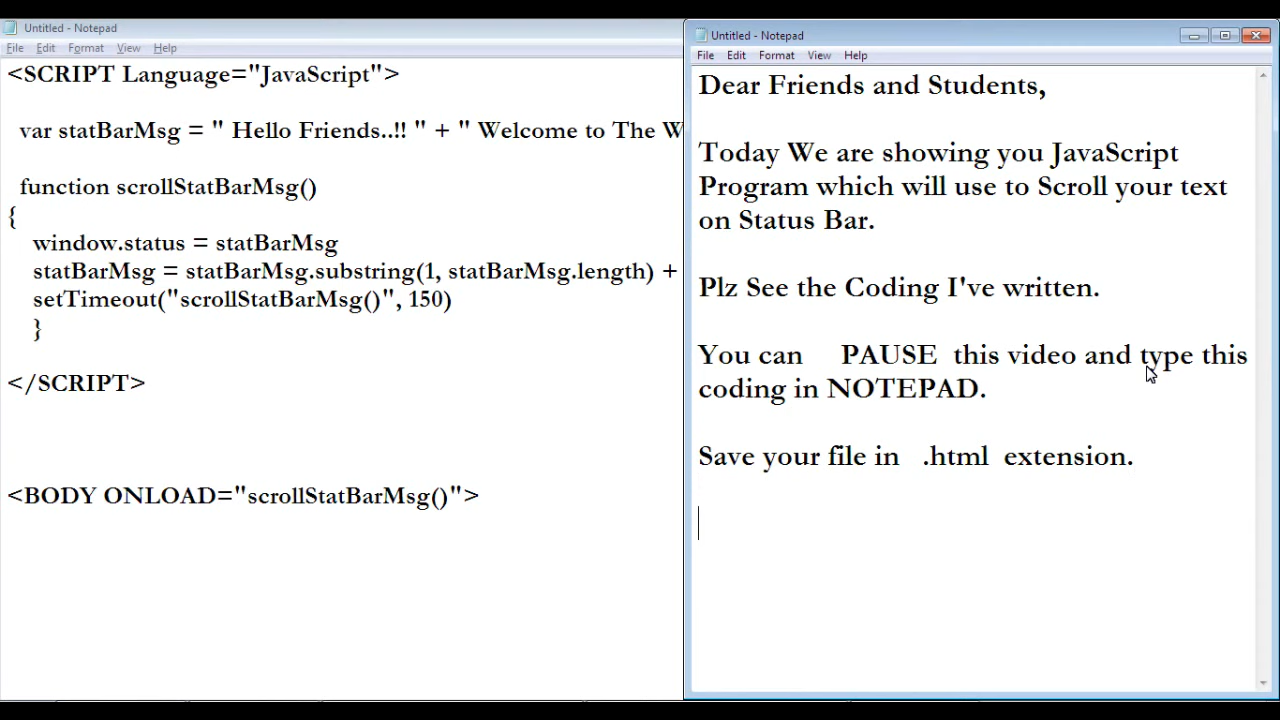 Untitled - Notepad
File Edit Format View Help
<SCRIPT Language="JavaScript">
var statBarMsg = " Hello Friends..!! " + " Welcome to The W
function scrollStatBarMsg()
{
window.status = statBarMsg
statBarMsg = statBarMsg.substring(1, statBarMsg.length) +
setTimeout("scrollStatBarMsg()", 150)
}
</SCRIPT>
<BODY ONLOAD="scrollStatBarMsg()">
Untitled - Notepad
File Edit Format View Help
Dear Friends and Students,
Today We are showing you JavaScript
Program which will use to Scroll your text
on Status Bar.
Plz See the Coding I've written.
You can PAUSE this video and type this
coding in NOTEPAD.
Save your file in .html extension.